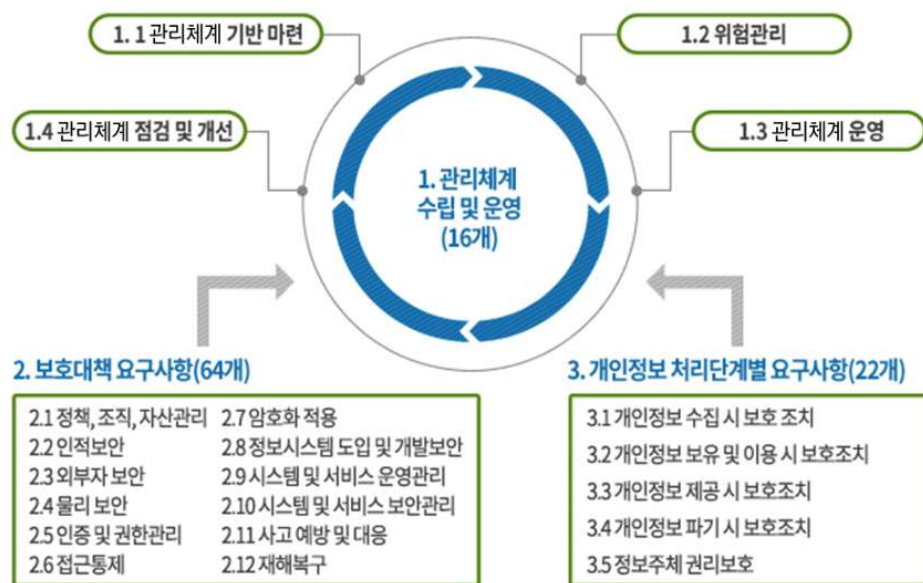 1. 1 관리체계 기반 마련
1.2 위험관리
1.4 관리체계 점검 및 개선
1.3 관리체계 운영
1. 관리체계
수립 및 운영
(16개)
2. 보호대책 요구사항(64개)
2.1 정책, 조직, 자산관리
2.2 인적보안
2.3 외부자 보안
2.4 물리 보안
2.5 인증 및 권한관리
2.6 접근통제
2.7 암호화 적용
2.8 정보시스템 도입 및 개발보안
2.9 시스템 및 서비스 운영관리
2.10 시스템 및 서비스 보안관리
2.11 사고 예방 및 대응
2.12 재해복구
3. 개인정보 처리단계별 요구사항(22개)
3.1 개인정보 수집 시 보호 조치
3.2 개인정보 보유 및 이용 시 보호조치
3.3 개인정보 제공 시 보호조치
3.4 개인정보 파기 시 보호조치
3.5 정보주체 권리보호